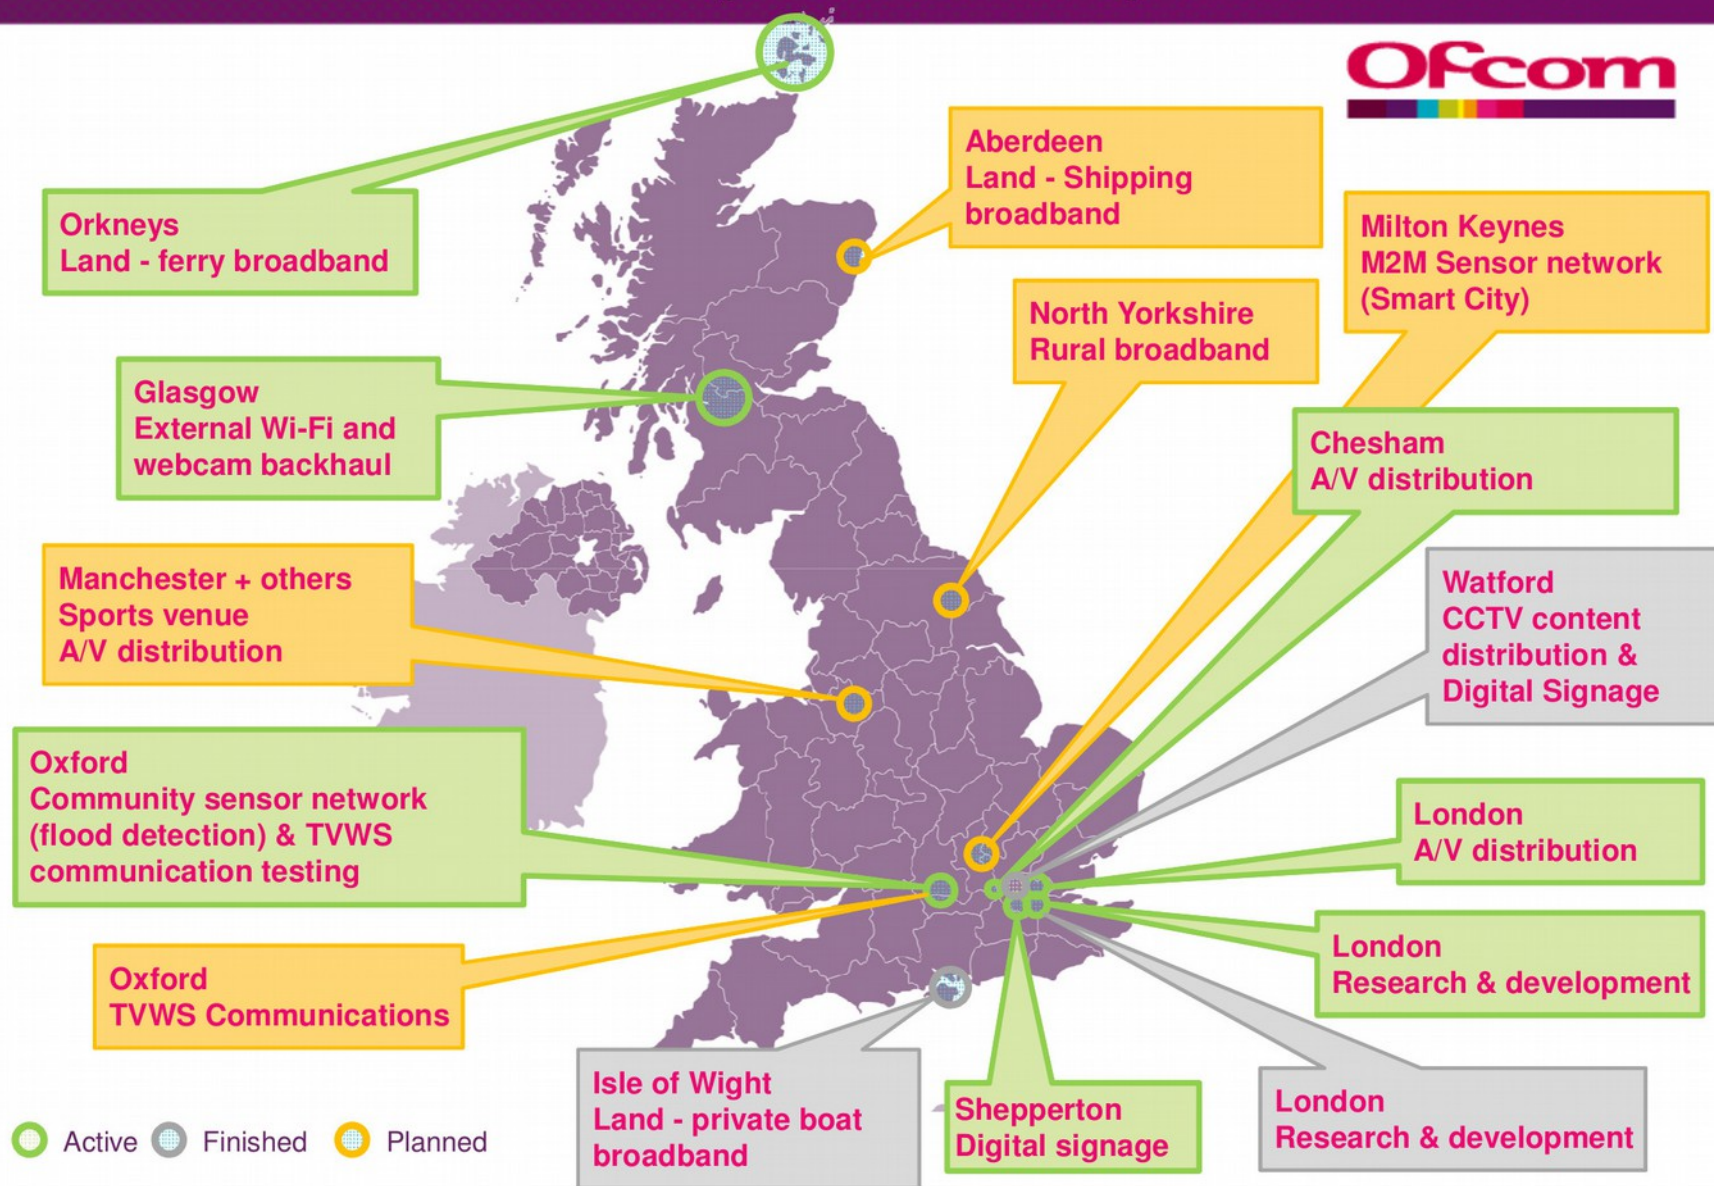 Ofcom
Orkneys
Land - ferry broadband
Aberdeen
Land - Shipping
broadband
Milton Keynes
M2M Sensor network
(Smart City)
North Yorkshire
Rural broadband
Glasgow
External Wi-Fi and
webcam backhaul
Chesham
A/V distribution
Manchester + others
Sports venue
A/V distribution
Watford
CCTV content
distribution &
Digital Signage
Oxford
Community sensor network
(flood detection) & TVWS
communication testing
London
A/V distribution
London
Research & development
Oxford
TVWS Communications
Isle of Wight
Land - private boat
broadband
Shepperton
Digital signage
London
Research & development
Active
Finished
Planned